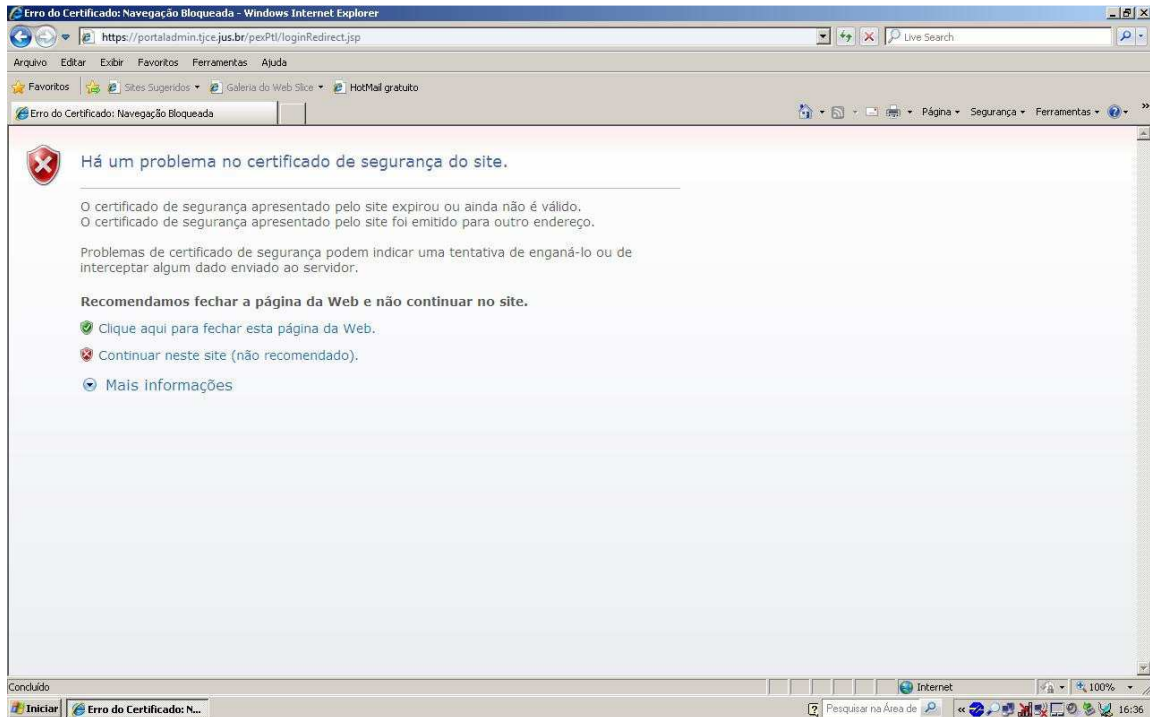 Erro do Certificado: Navegação Bloqueada - Windows Internet Explorer
https://portaladmin.tjce.jus.br/pexPtl/loginRedirect.jsp
Live Search
Arquivo Editar Exibir Favoritos Ferramentas Ajuda
Favoritos Sites Sugeridos Galeria do Web Slice HotMail gratuito
Erro do Certificado: Navegação Bloqueada
Página Segurança Ferramentas »
Há um problema no certificado de segurança do site.
O certificado de segurança apresentado pelo site expirou ou ainda não é válido.
O certificado de segurança apresentado pelo site foi emitido para outro endereço.
Problemas de certificado de segurança podem indicar uma tentativa de enganá-lo ou de
interceptar algum dado enviado ao servidor.
Recomendamos fechar a página da Web e não continuar no site.
Clique aqui para fechar esta página da Web.
Continuar neste site (não recomendado).
Mais informações
Concluído Internet 100%
Iniciar Erro do Certificado: N... Pesquisar na Área de « 16:36